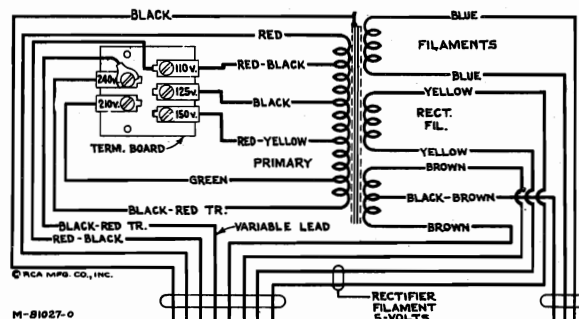 BLACK
BLUE
RED
FILAMENTS
RED-BLACK
110V.
240V.
BLUE
125V.
YELLOW
210V.
BLACK
RECT.
FIL.
150V.
RED-YELLOW
TERM. BOARD
PRIMARY
YELLOW
BROWN
GREEN
BLACK-BROWN
BLACK-RED TR.
BLACK-RED TR.
VARIABLE LEAD
BROWN
RED-BLACK
© RCA MFG. CO., INC.
RECTIFIER
FILAMENT
5-VOLTS
M-81027-0